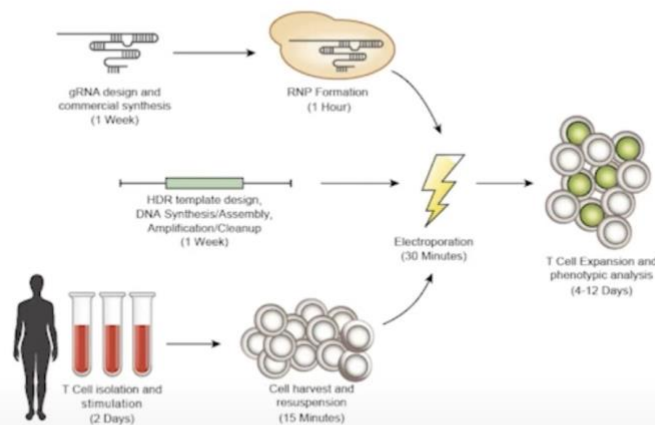 gRNA design and
commercial synthesis
(1 Week)
RNP Formation
(1 Hour)
HDR template design,
DNA Synthesis/Assembly,
Amplification/Cleanup
(1 Week)
Electroporation
(30 Minutes)
T Cell Expansion and
phenotypic analysis
(4-12 Days)
T Cell isolation and
stimulation
(2 Days)
Cell harvest and
resuspension
(15 Minutes)